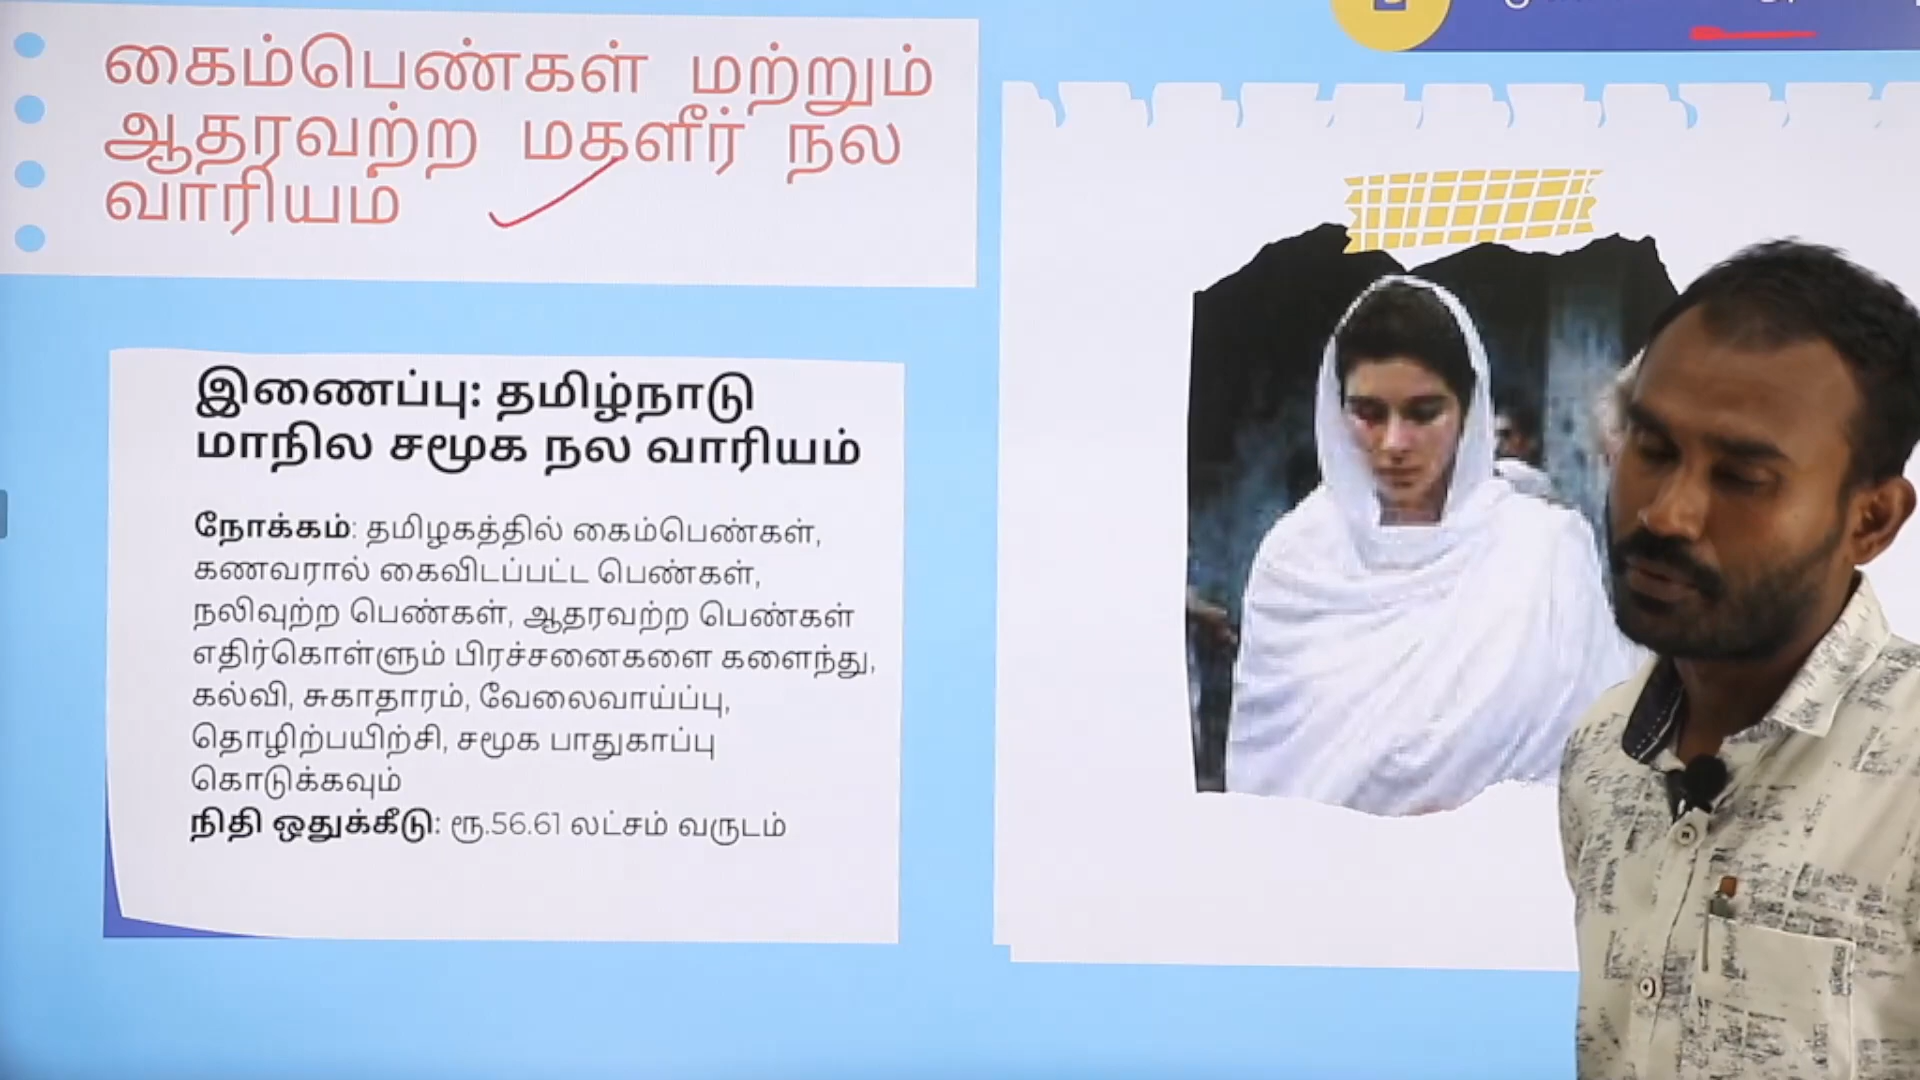 கைம்பெண்கள் மற்றும்
ஆதரவற்ற மகளீர் நல
வாரியம்
இணைப்பு: தமிழ்நாடு
மாநில சமூக நல வாரியம்
நோக்கம்: தமிழகத்தில் கைம்பெண்கள்,
கணவரால் கைவிடப்பட்ட பெண்கள்,
நலிவுற்ற பெண்கள், ஆதரவற்ற பெண்கள்
எதிர்கொள்ளும் பிரச்சனைகளை களைந்து,
கல்வி, சுகாதாரம், வேலைவாய்ப்பு,
தொழிற்பயிற்சி, சமூக பாதுகாப்பு
கொடுக்கவும்
நிதி ஒதுக்கீடு: ரூ.56.61 லட்சம் வருடம்